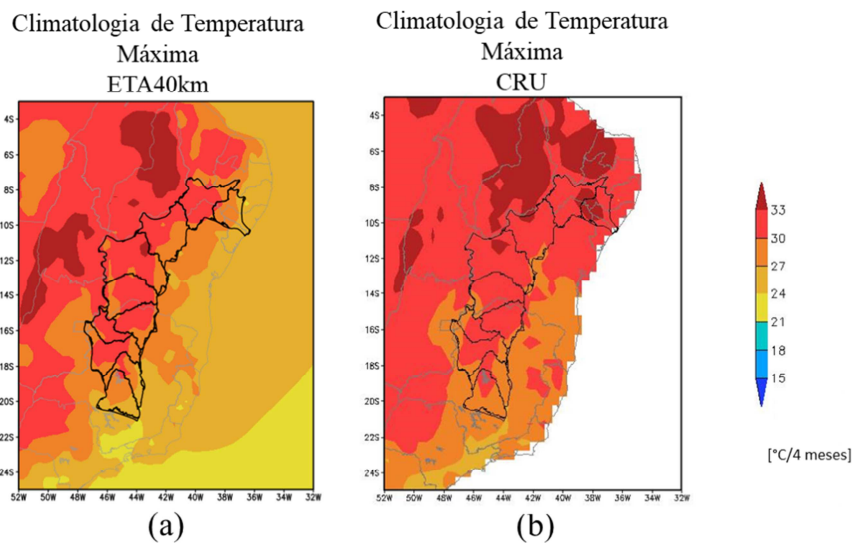 Climatologia de Temperatura
Máxima
ETA40km
Climatologia de Temperatura
Máxima
CRU
4S
6S
8S
10S
12S
14S
16S
18S
20S
22S
24S
52W 50W 48W 46W 44W 42W 40W 38W 36W 34W 32W
4S
6S
8S
10S
12S
14S
16S
18S
20S
22S
24S
52W 50W 48W 46W 44W 42W 40W 38W 36W 34W 32W
33
30
27
24
21
18
15
[°C/4 meses]
(a)
(b)